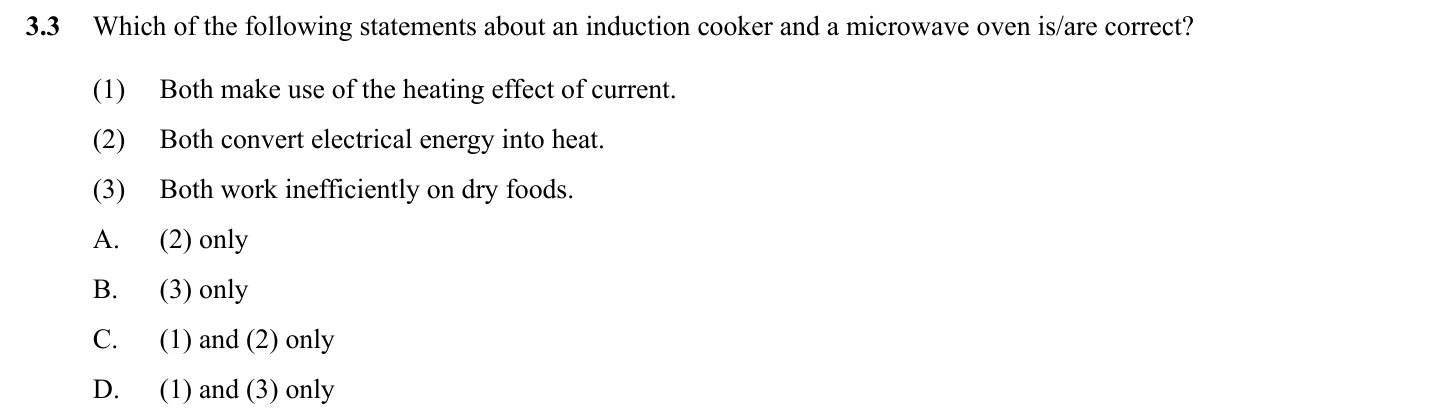 3.3 Which of the following statements about an induction cooker and a microwave oven is/are correct?
(1) Both make use of the heating effect of current.
(2) Both convert electrical energy into heat.
(3) Both work inefficiently on dry foods.
A. (2) only
B. (3) only
C. (1) and (2) only
D. (1) and (3) only